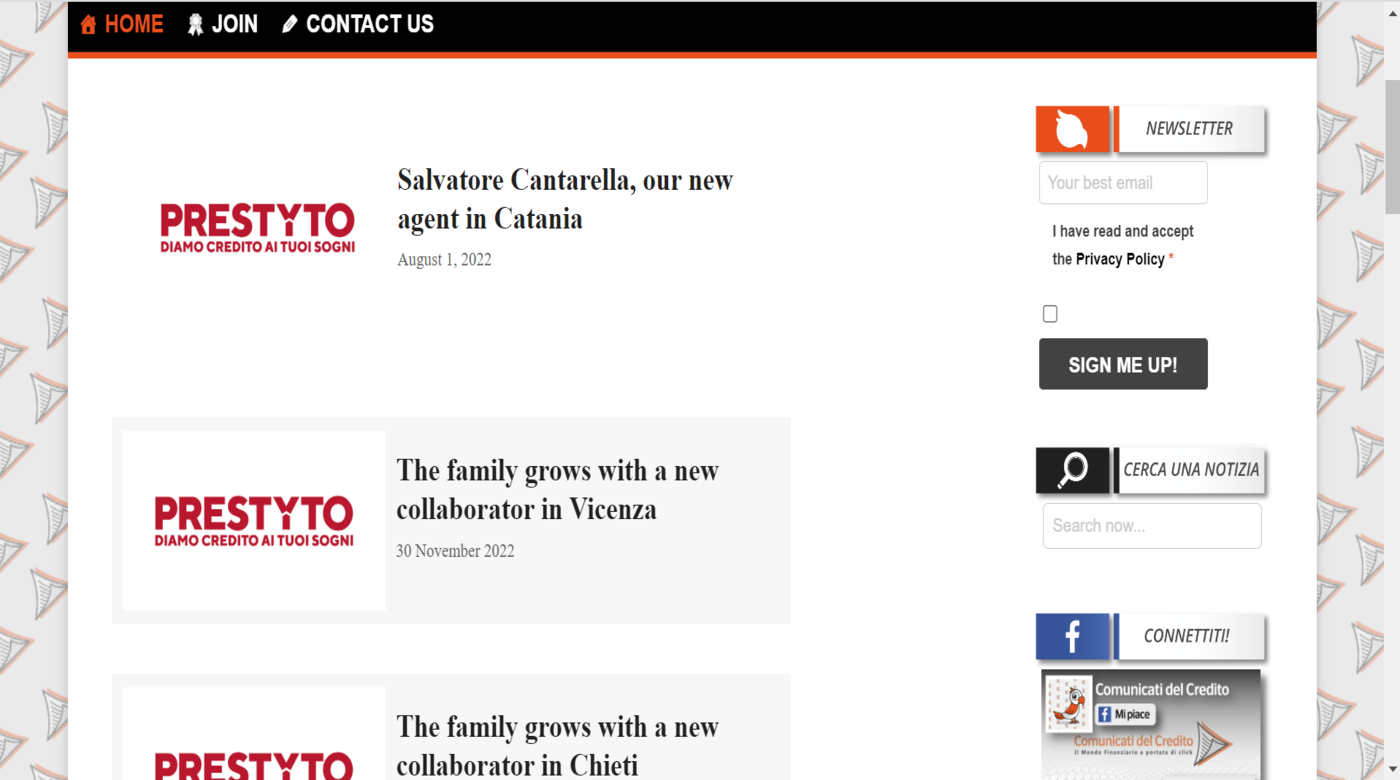 HOME JOIN CONTACT US
PRESTYTO
DIAMO CREDITO AI TUOI SOGNI
Salvatore Cantarella, our new
agent in Catania
August 1, 2022
PRESTYTO
DIAMO CREDITO AI TUOI SOGNI
The family grows with a new
collaborator in Vicenza
30 November 2022
PRESTYTO
The family grows with a new
collaborator in Chieti
NEWSLETTER
Your best email
I have read and accept
the Privacy Policy *
SIGN ME UP!
CERCA UNA NOTIZIA
Search now...
CONNETTITI!
Comunicati del Credito
Mi piace
Comunicati del Credito
Il Mondo Finanziario a portata di click